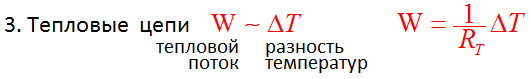 3. Тепловые цепи W ~ ΔT W = 1/R_T ΔT
тепловой разность
поток температур